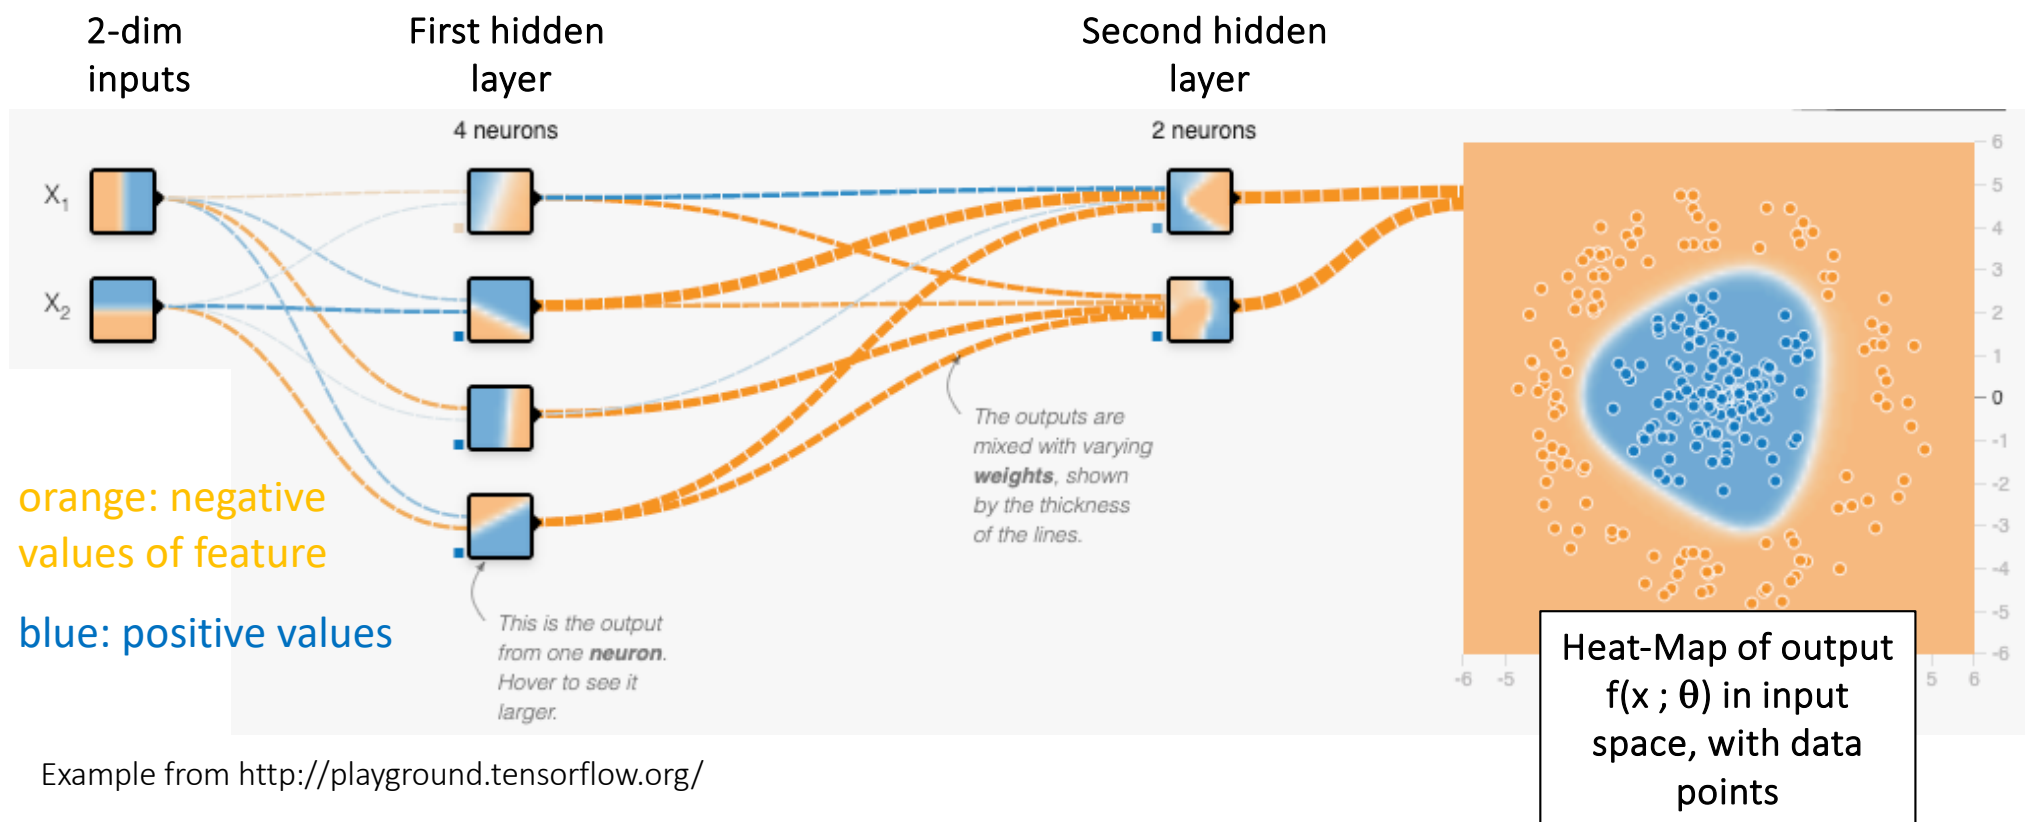 2-dim
inputs
First hidden
layer
Second hidden
layer
4 neurons
2 neurons
X1
X2
6
5
4
3
2
1
0
-1
-2
-3
-4
-5
-6
-6
-5
5
6
The outputs are
mixed with varying
weights, shown
by the thickness
of the lines.
orange: negative
values of feature
blue: positive values
This is the output
from one neuron.
Hover to see it
larger.
Heat-Map of output
f(x ; θ) in input
space, with data
points
Example from http://playground.tensorflow.org/